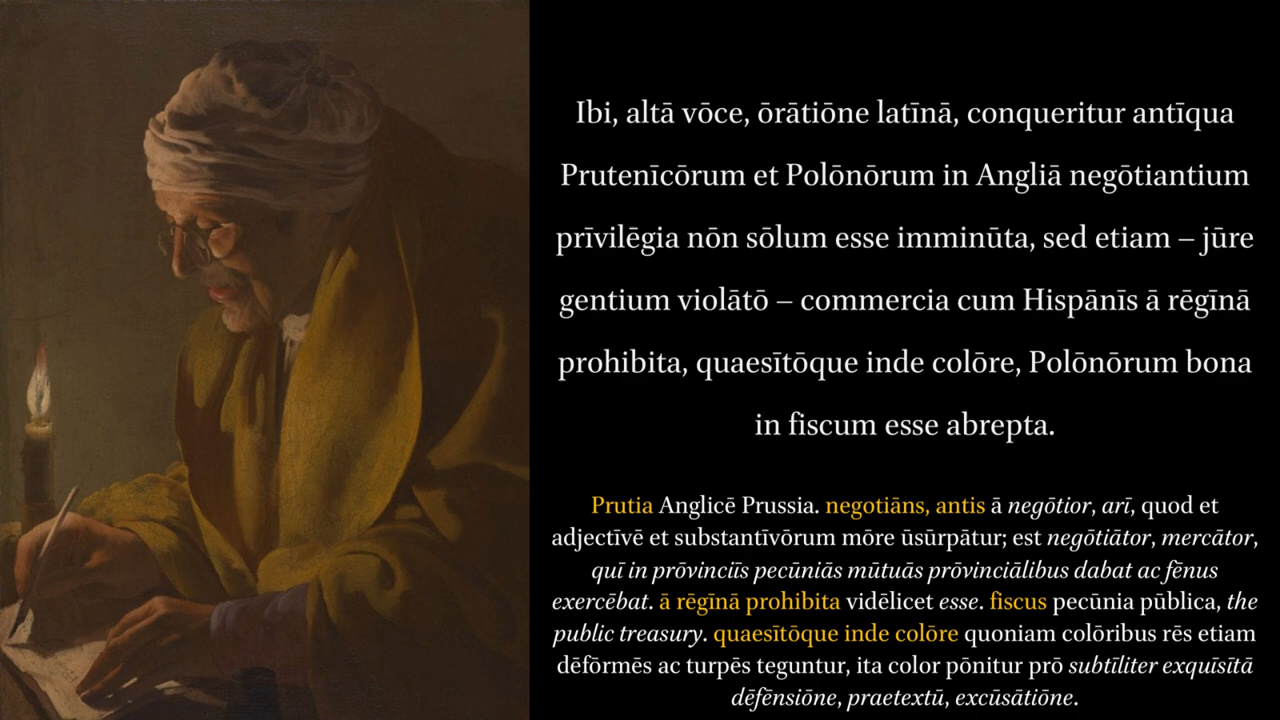 Ibi, altā vōce, ōrātiōne latīnā, conqueritur antīqua
Prutenīcōrum et Polōnōrum in Angliā negōtiantium
prīvilēgia nōn sōlum esse imminūta, sed etiam – jūre
gentium violātō – commercia cum Hispānīs ā rēgīnā
prohibita, quaesītōque inde colōre, Polōnōrum bona
in fiscum esse abrepta.
Prutia Anglicē Prussia. negotiāns, antis ā negōtior, arī, quod et
adjectīvē et substantīvōrum mōre ūsūrpātur; est negōtiātor, mercātor,
quī in prōvinciīs pecūniās mūtuās prōvinciālibus dabat ac fēnus
exercēbat. ā rēgīnā prohibita vidēlicet esse. fiscus pecūnia pūblica, the
public treasury. quaesītōque inde colōre quoniam colōribus rēs etiam
dēfōrmēs ac turpēs teguntur, ita color pōnitur prō subtīliter exquīsītā
dēfēnsiōne, praetextū, excūsātiōne.